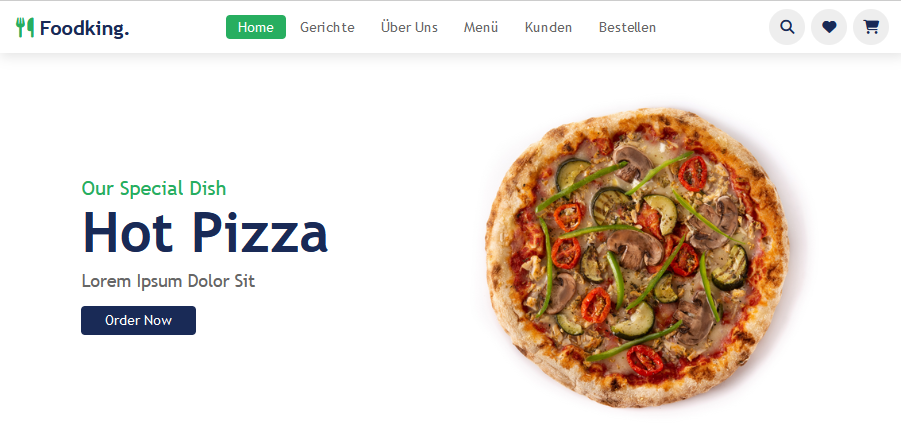 Foodking.
Home Gerichte Über Uns Menü Kunden Bestellen
Our Special Dish
Hot Pizza
Lorem Ipsum Dolor Sit
Order Now